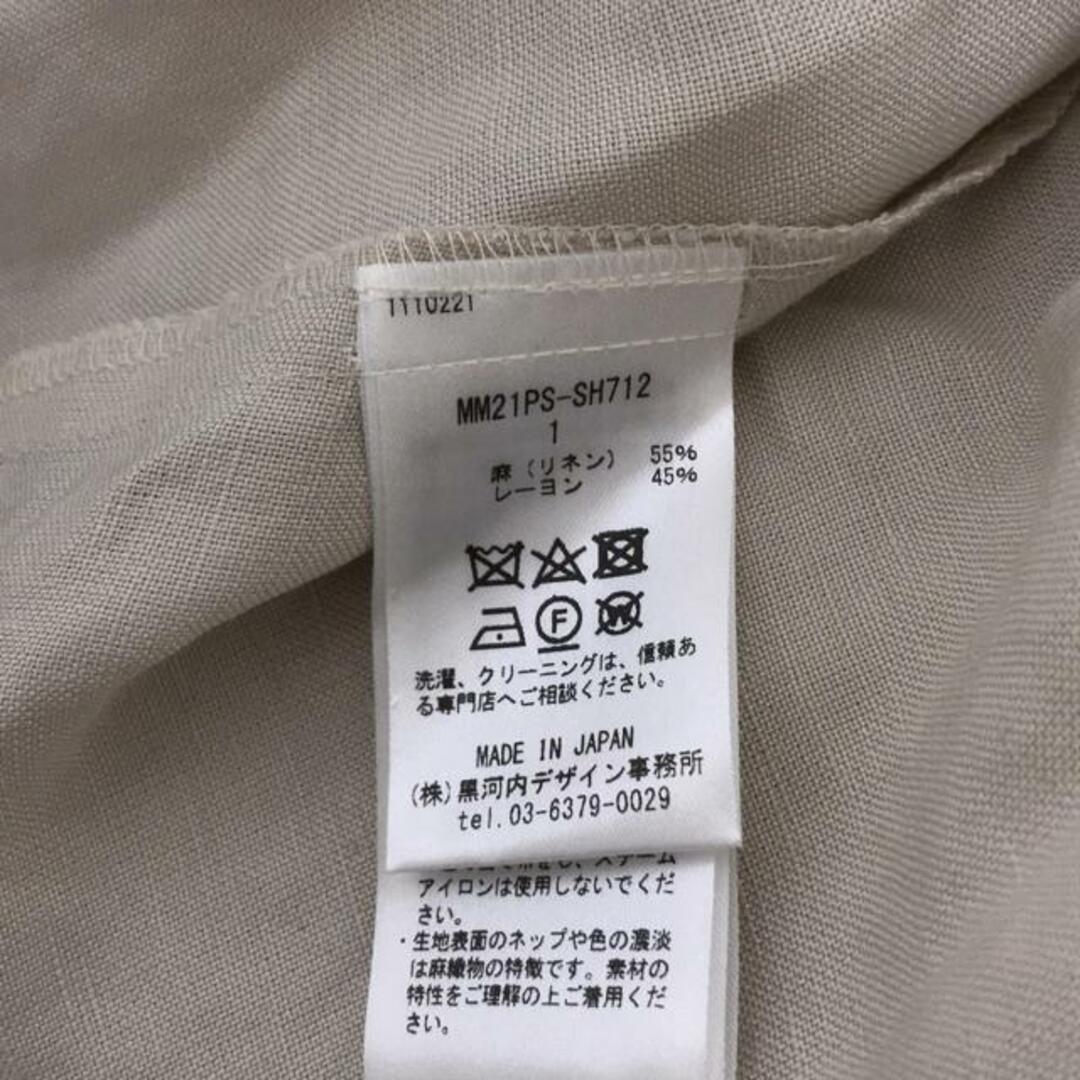 1110221
MM21PS-SH712
1
麻(リネン) 55%
レーヨン 45%
F
W
洗濯、クリーニングは、信頼あ
る専門店へご相談ください。
MADE IN JAPAN
(株)黒河内デザイン事務所
tel.03-6379-0029
スチーム
アイロンは使用しないでくだ
さい。
・生地表面のネップや色の濃淡
は麻織物の特徴です。素材の
特性をご理解の上ご着用くだ
さい。